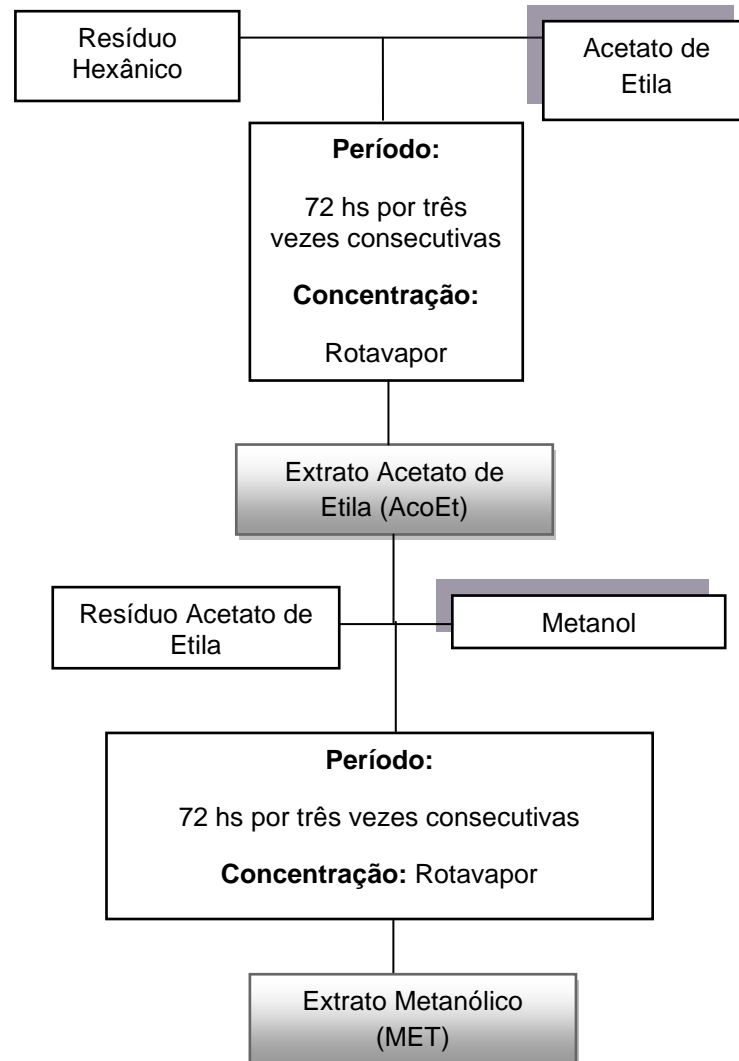 Resíduo
Hexânico
Acetato de
Etila
Período:
72 hs por três
vezes consecutivas
Concentração:
Rotavapor
Extrato Acetato de
Etila (AcoEt)
Resíduo Acetato de
Etila
Metanol
Período:
72 hs por três vezes consecutivas
Concentração: Rotavapor
Extrato Metanólico
(MET)